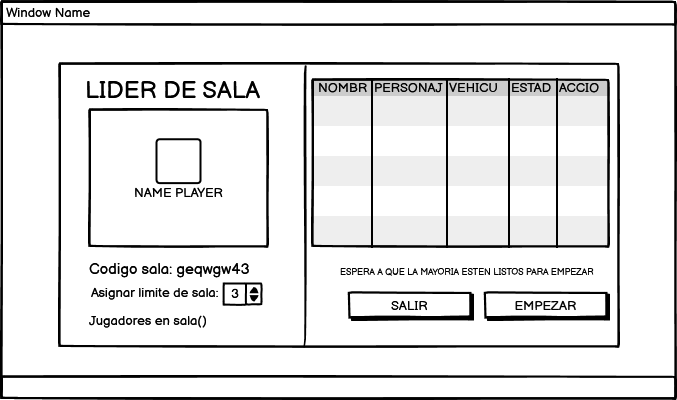 Window Name
LIDER DE SALA
NAME PLAYER
Codigo sala: geqwgw43
Asignar limite de sala: 3
Jugadores en sala()
NOMBR PERSONAJ VEHICU ESTAD ACCIO
ESPERA A QUE LA MAYORIA ESTEN LISTOS PARA EMPEZAR
SALIR EMPEZAR